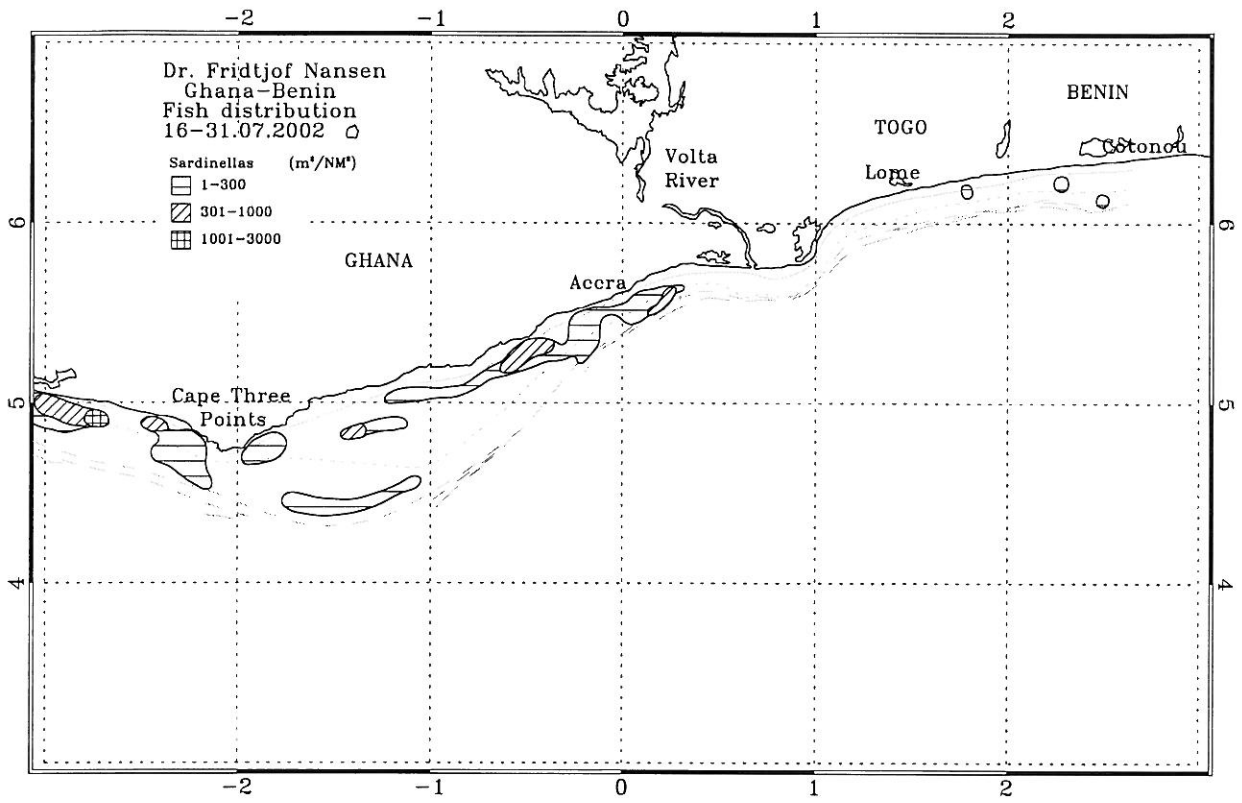 -2 -1 0 1 2
Dr. Fridtjof Nansen
Ghana-Benin
Fish distribution
16-31.07.2002
Sardinellas (m²/NM²)
1-300
301-1000
1001-3000
BENIN
TOGO
Cotonou
Volta
River
Lome
6 6
GHANA
Accra
Cape Three
Points
5 5
4 4
-2 -1 0 1 2